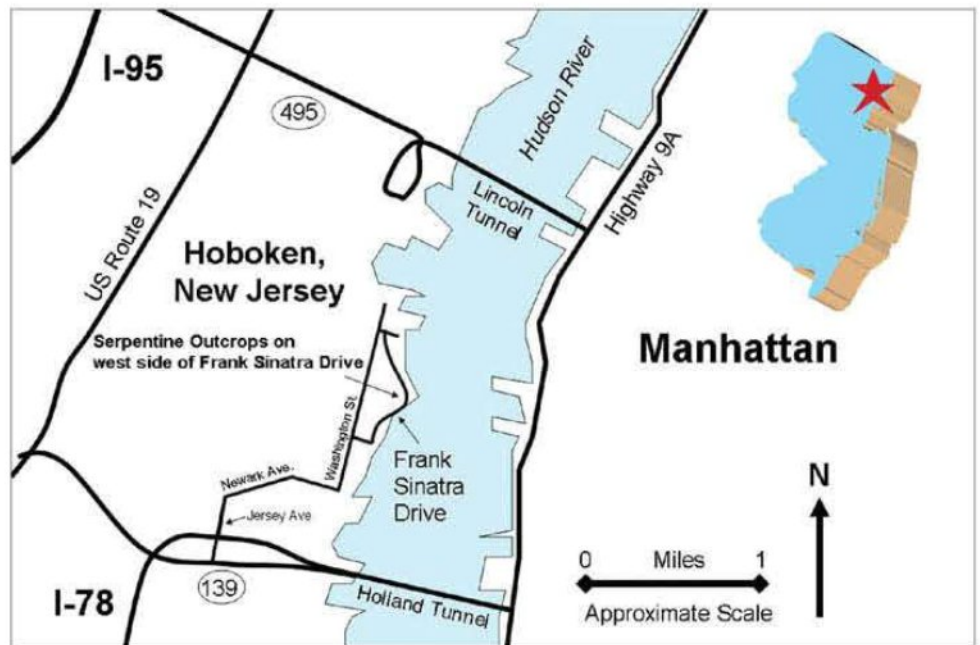 I-95
495
Hudson River
Highway 9A
Lincoln
Tunnel
US Route 19
Hoboken,
New Jersey
Manhattan
Serpentine Outcrops on
west side of Frank Sinatra Drive
Washington St.
Newark Ave.
Jersey Ave
Frank
Sinatra
Drive
N
0 Miles 1
Approximate Scale
139
I-78
Holland Tunnel